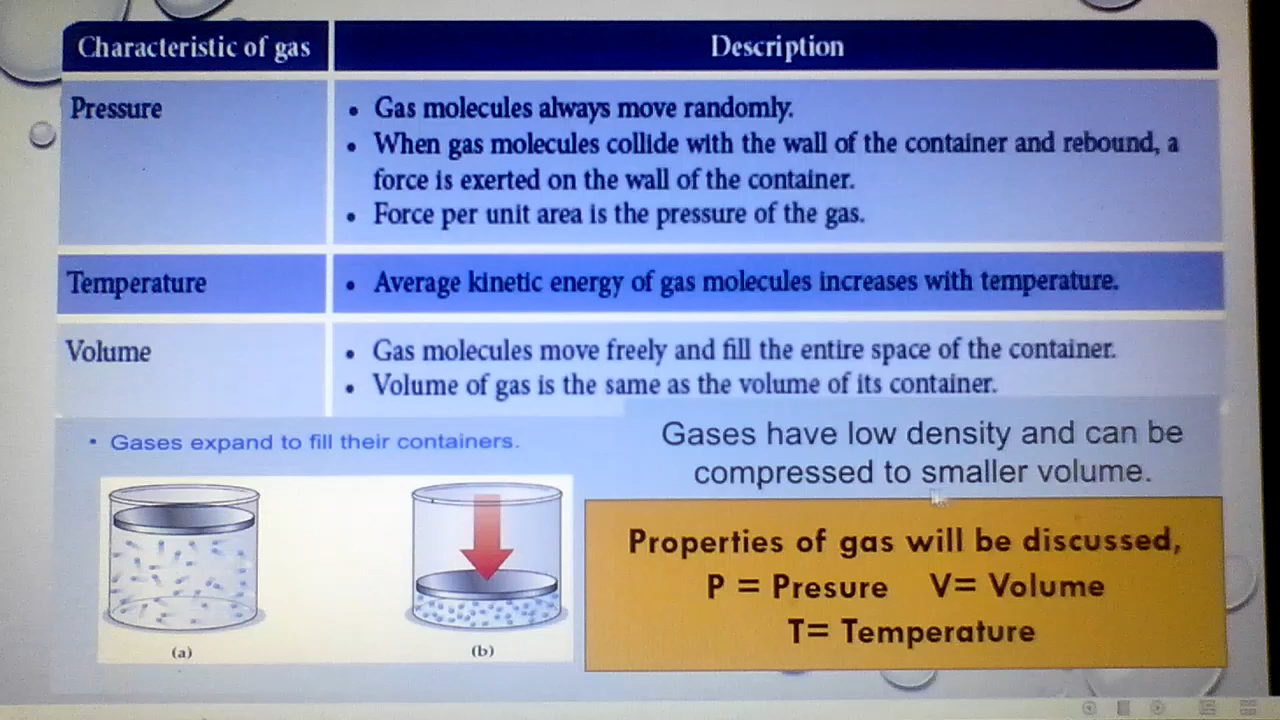 Characteristic of gas
Description
Pressure
• Gas molecules always move randomly.
• When gas molecules collide with the wall of the container and rebound, a
force is exerted on the wall of the container.
• Force per unit area is the pressure of the gas.
Temperature
• Average kinetic energy of gas molecules increases with temperature.
Volume
• Gas molecules move freely and fill the entire space of the container.
• Volume of gas is the same as the volume of its container.
• Gases expand to fill their containers.
(a)
(b)
Gases have low density and can be
compressed to smaller volume.
Properties of gas will be discussed,
P = Presure V= Volume
T= Temperature